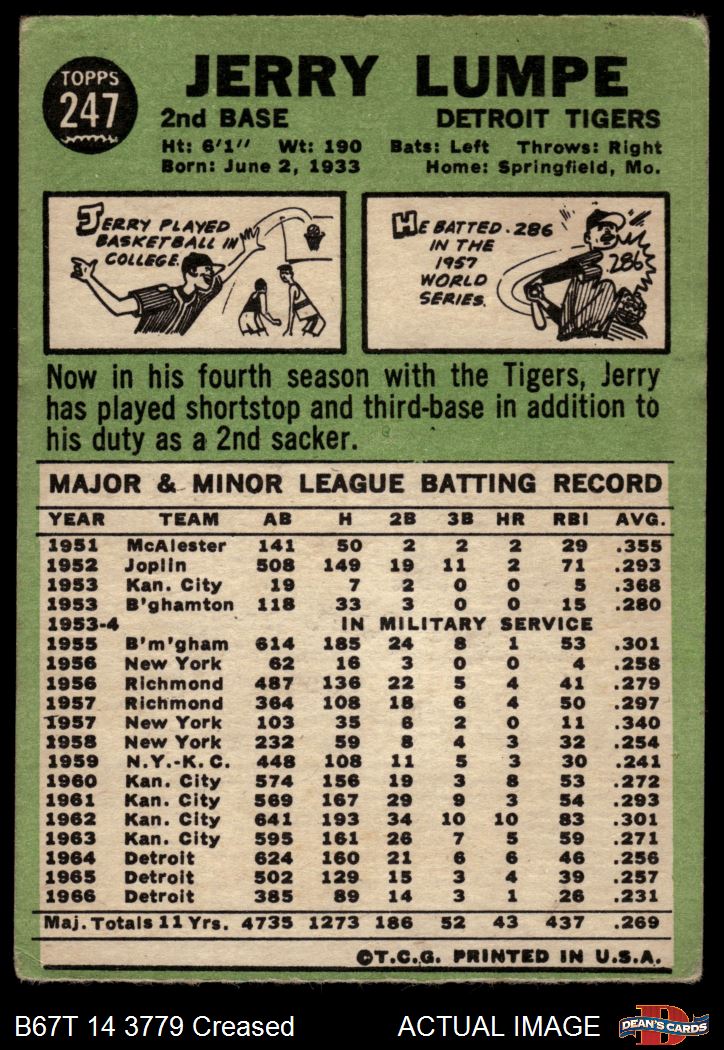 TOPPS
247
JERRY LUMPE
2nd BASE DETROIT TIGERS
Ht: 6'1" Wt: 190 Bats: Left Throws: Right
Born: June 2, 1933 Home: Springfield, Mo.
JERRY PLAYED
BASKETBALL IN
COLLEGE.
HE BATTED .286
IN THE
1957
WORLD
SERIES.
.286
Now in his fourth season with the Tigers, Jerry
has played shortstop and third-base in addition to
his duty as a 2nd sacker.
MAJOR & MINOR LEAGUE BATTING RECORD
YEAR TEAM AB H 2B 3B HR RBI AVG.
1951 McAlester 141 50 2 2 2 29 .355
1952 Joplin 508 149 19 11 2 71 .293
1953 Kan. City 19 7 2 0 0 5 .368
1953 B'ghamton 118 33 3 0 0 15 .280
1953-4 IN MILITARY SERVICE
1955 B'm'gham 614 185 24 8 1 53 .301
1956 New York 62 16 3 0 0 4 .258
1956 Richmond 487 136 22 5 4 41 .279
1957 Richmond 364 108 18 6 4 50 .297
1957 New York 103 35 6 2 0 11 .340
1958 New York 232 59 8 4 3 32 .254
1959 N.Y.-K.C. 448 108 11 5 3 30 .241
1960 Kan. City 574 156 19 3 8 53 .272
1961 Kan. City 569 167 29 9 3 54 .293
1962 Kan. City 641 193 34 10 10 83 .301
1963 Kan. City 595 161 26 7 5 59 .271
1964 Detroit 624 160 21 6 6 46 .256
1965 Detroit 502 129 15 3 4 39 .257
1966 Detroit 385 89 14 3 1 26 .231
Maj. Totals 11 Yrs. 4735 1273 186 52 43 437 .269
©T.C.G. PRINTED IN U.S.A.
B67T 14 3779 Creased ACTUAL IMAGE
D
DEAN'S CARDS